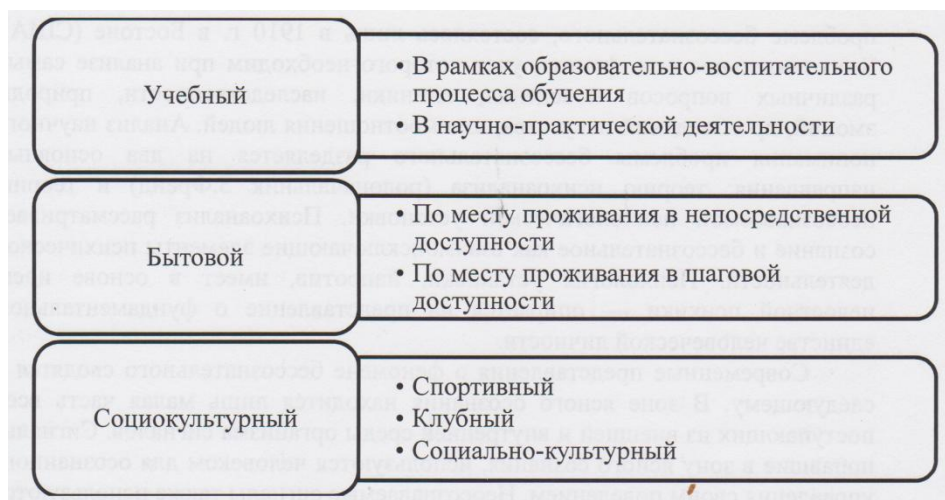 Учебный
• В рамках образовательно-воспитательного
процесса обучения
• В научно-практической деятельности
Бытовой
• По месту проживания в непосредственной
доступности
• По месту проживания в шаговой
доступности
Социокультурный
• Спортивный
• Клубный
• Социально-культурный